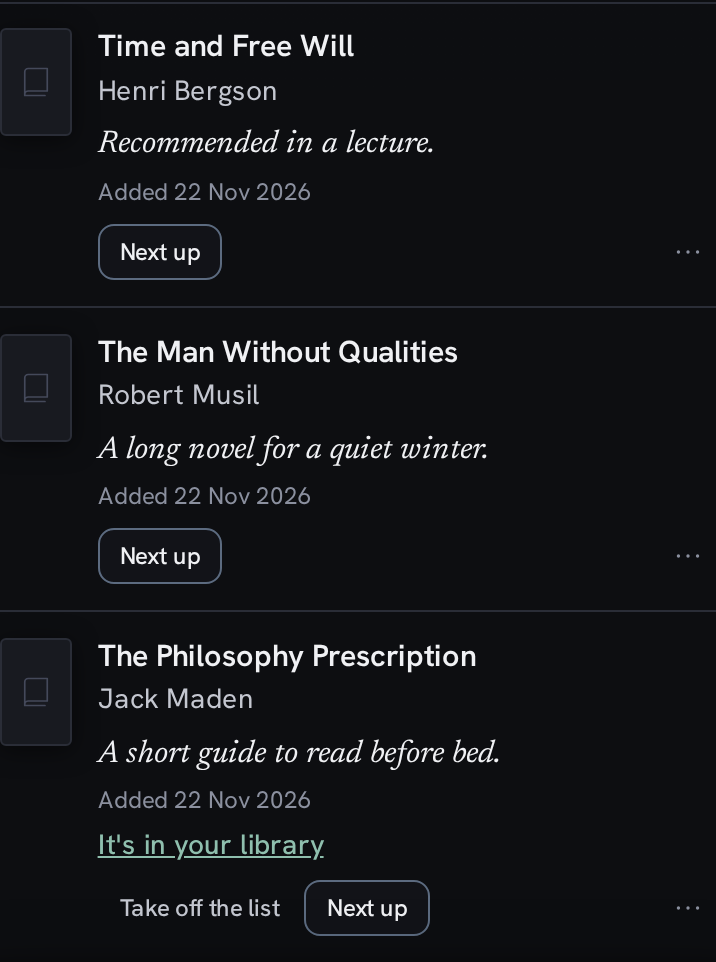 Time and Free Will
Henri Bergson
Recommended in a lecture.
Added 22 Nov 2026
Next up
The Man Without Qualities
Robert Musil
A long novel for a quiet winter.
Added 22 Nov 2026
Next up
The Philosophy Prescription
Jack Maden
A short guide to read before bed.
Added 22 Nov 2026
It's in your library
Take off the list Next up